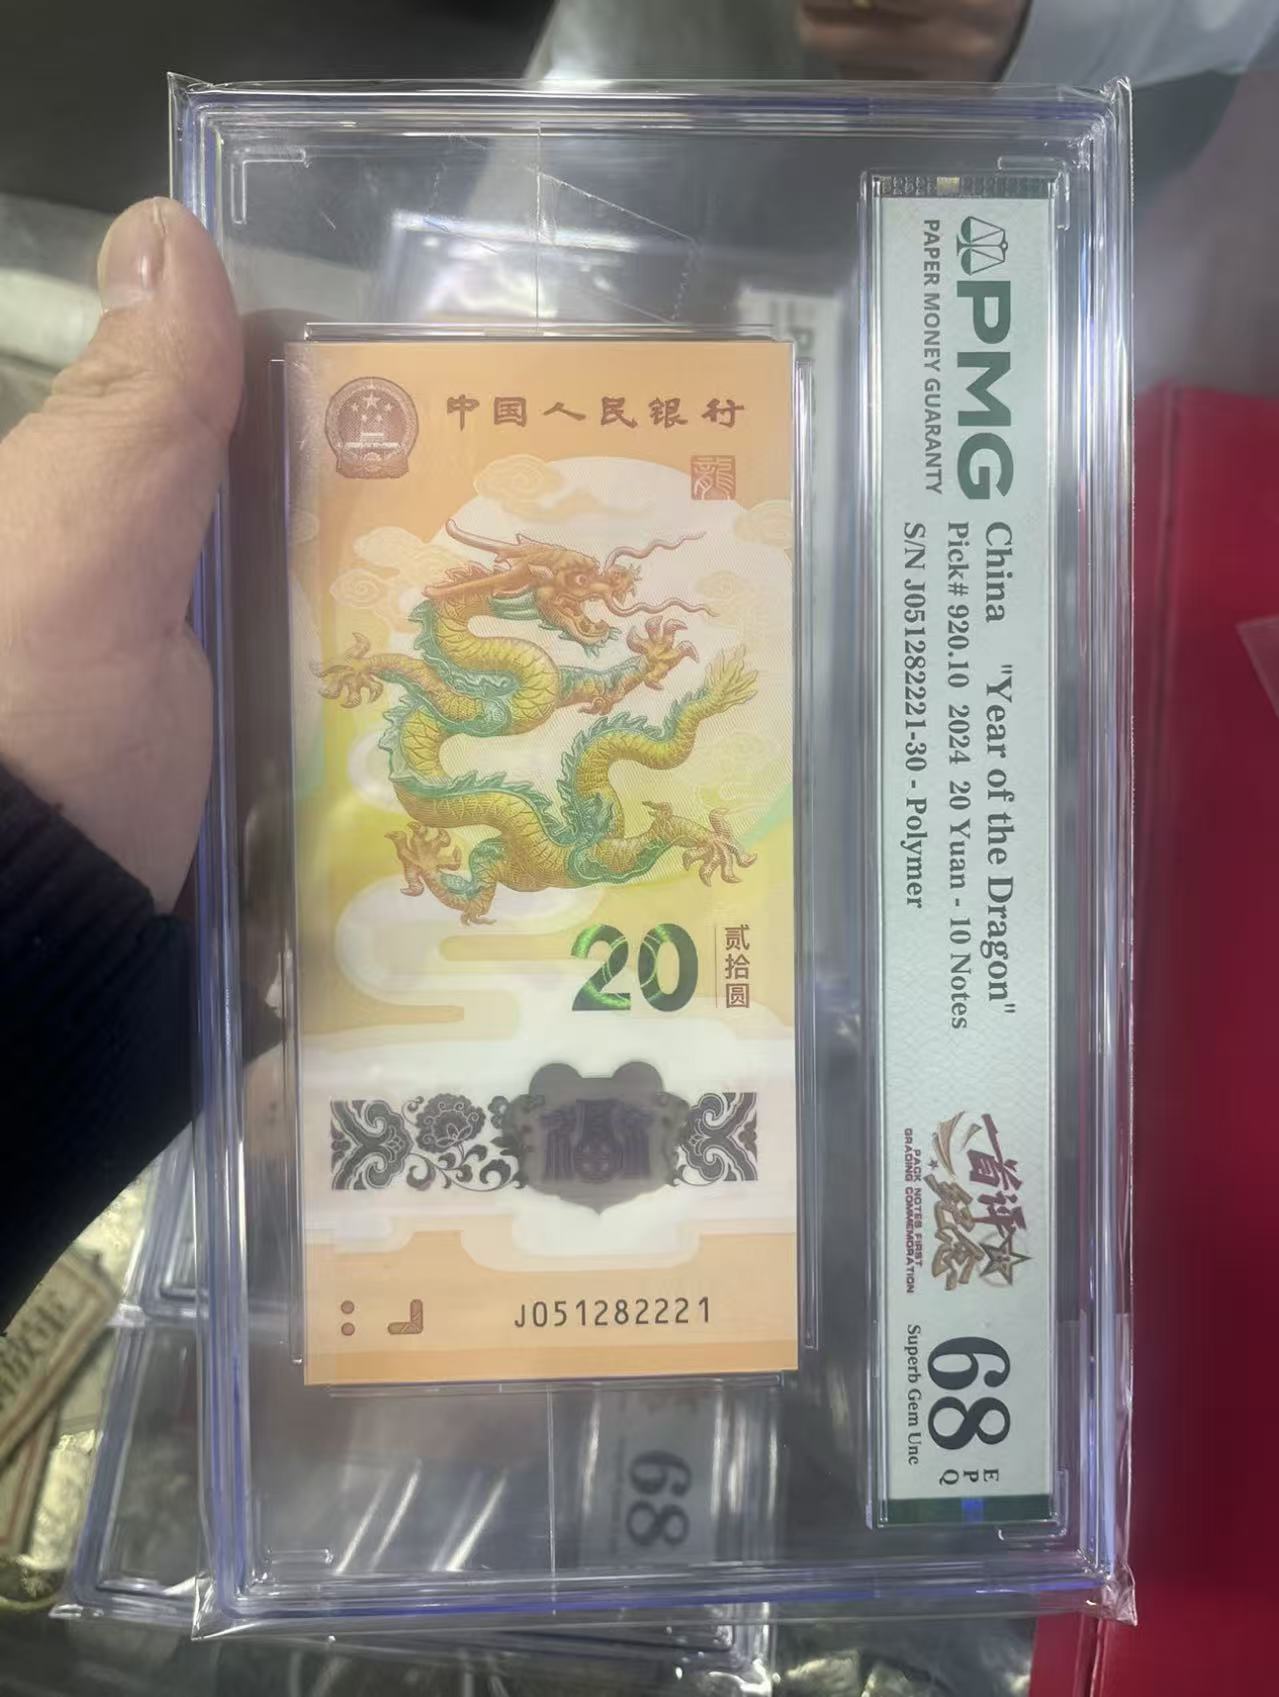 中国人民银行
龍
20
贰拾圆
福
J051282221
PMG
PAPER MONEY GUARANTY
China "Year of the Dragon"
Pick# 920.10 2024 20 Yuan - 10 Notes
S/N J051282221-30 - Polymer
首评
纪念
PACK NOTES FIRST
GRADING COMMEMORATION
68
EPQ
Superb Gem Unc
68